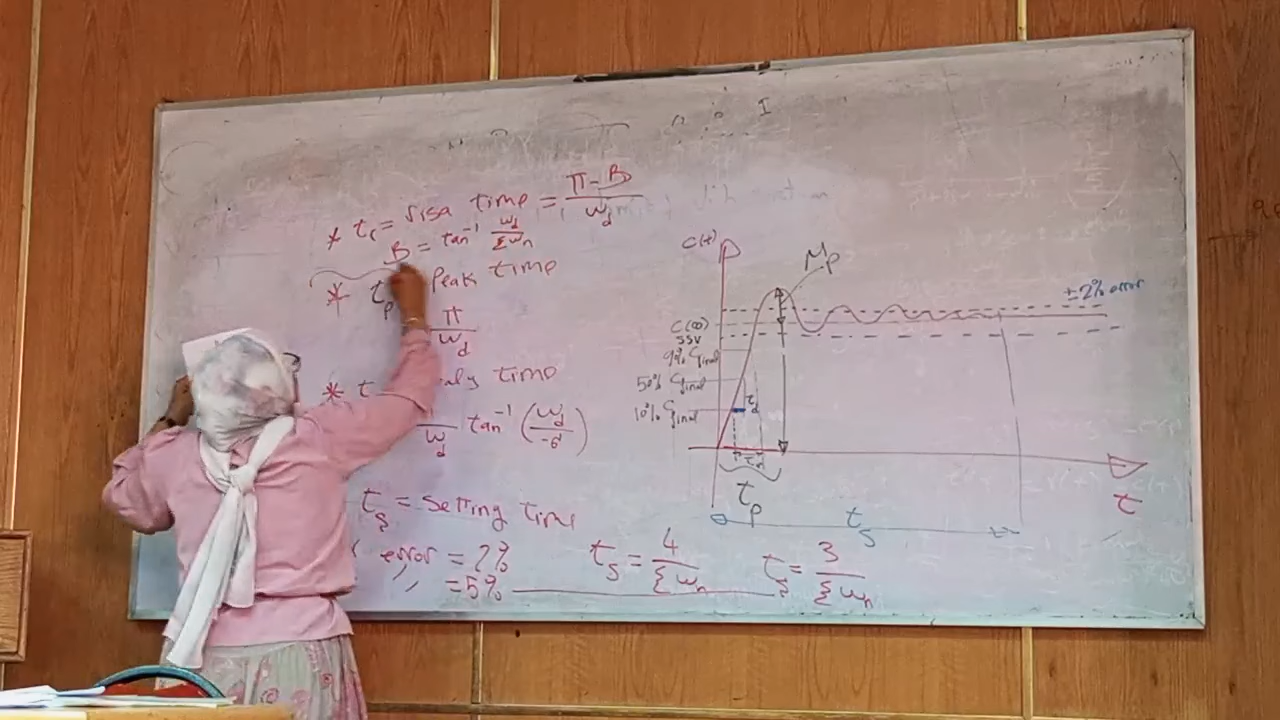 * tr = risa time = π-β / ωd
β = tan⁻¹ ωd / ξωn
* tp peak time
π / ωd
* t time
/ ωd tan⁻¹ (ωd / -σ)
ts = setting time
error = 2% ts = 4 / ξωn ts = 3 / ξωn
〃 = 5%
c(t)
Mp
±2% error
c(∞)
SSV
90% Cfinal
50% Cfinal
td
10% Cfinal
tp
t
ts